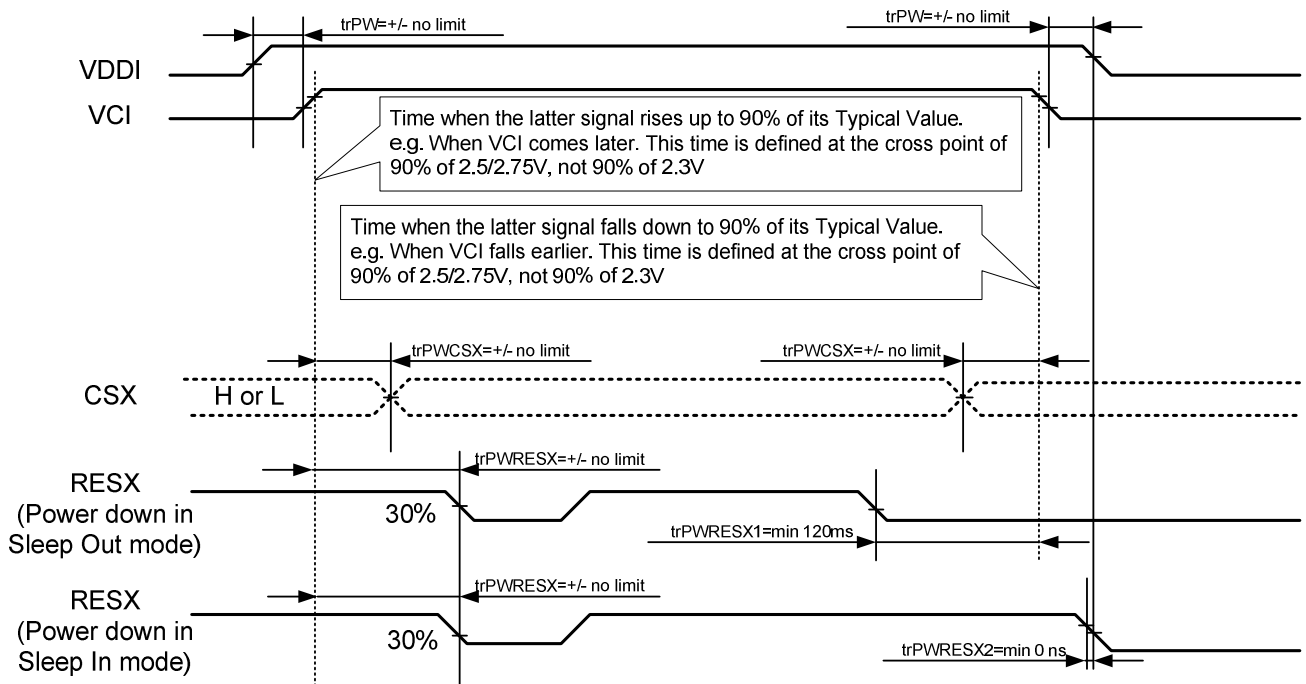 trPW=+/- no limit
trPW=+/- no limit
VDDI
VCI
Time when the latter signal rises up to 90% of its Typical Value.
e.g. When VCI comes later. This time is defined at the cross point of
90% of 2.5/2.75V, not 90% of 2.3V
Time when the latter signal falls down to 90% of its Typical Value.
e.g. When VCI falls earlier. This time is defined at the cross point of
90% of 2.5/2.75V, not 90% of 2.3V
trPWCSX=+/- no limit
trPWCSX=+/- no limit
CSX
H or L
trPWRESX=+/- no limit
RESX
(Power down in
Sleep Out mode)
30%
trPWRESX1=min 120ms
trPWRESX=+/- no limit
RESX
(Power down in
Sleep In mode)
30%
trPWRESX2=min 0 ns